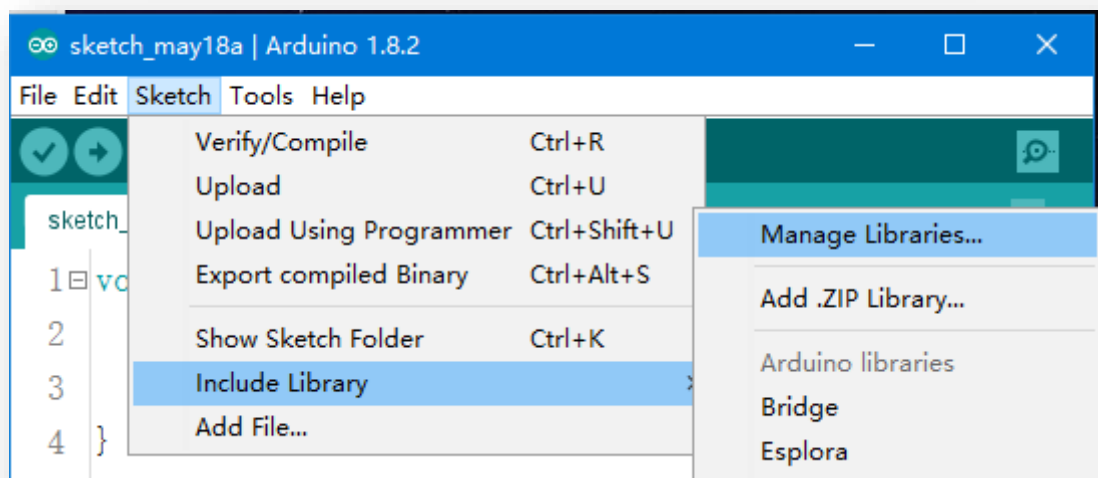 sketch_may18a | Arduino 1.8.2
File Edit Sketch Tools Help
Verify/Compile Ctrl+R
Upload Ctrl+U
sketch_
Upload Using Programmer Ctrl+Shift+U
Manage Libraries...
1 vo
Export compiled Binary Ctrl+Alt+S
Add .ZIP Library...
2
Show Sketch Folder Ctrl+K
Arduino libraries
3
Include Library
Bridge
4 }
Add File...
Esplora